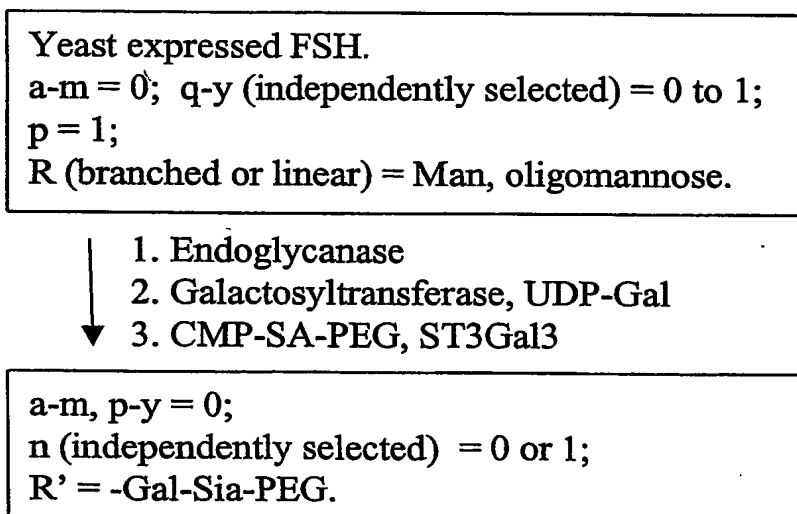 Yeast expressed FSH.
a-m = 0; q-y (independently selected) = 0 to 1;
p = 1;
R (branched or linear) = Man, oligomannose.
1. Endoglycanase
2. Galactosyltransferase, UDP-Gal
3. CMP-SA-PEG, ST3Gal3
a-m, p-y = 0;
n (independently selected) = 0 or 1;
R' = -Gal-Sia-PEG.